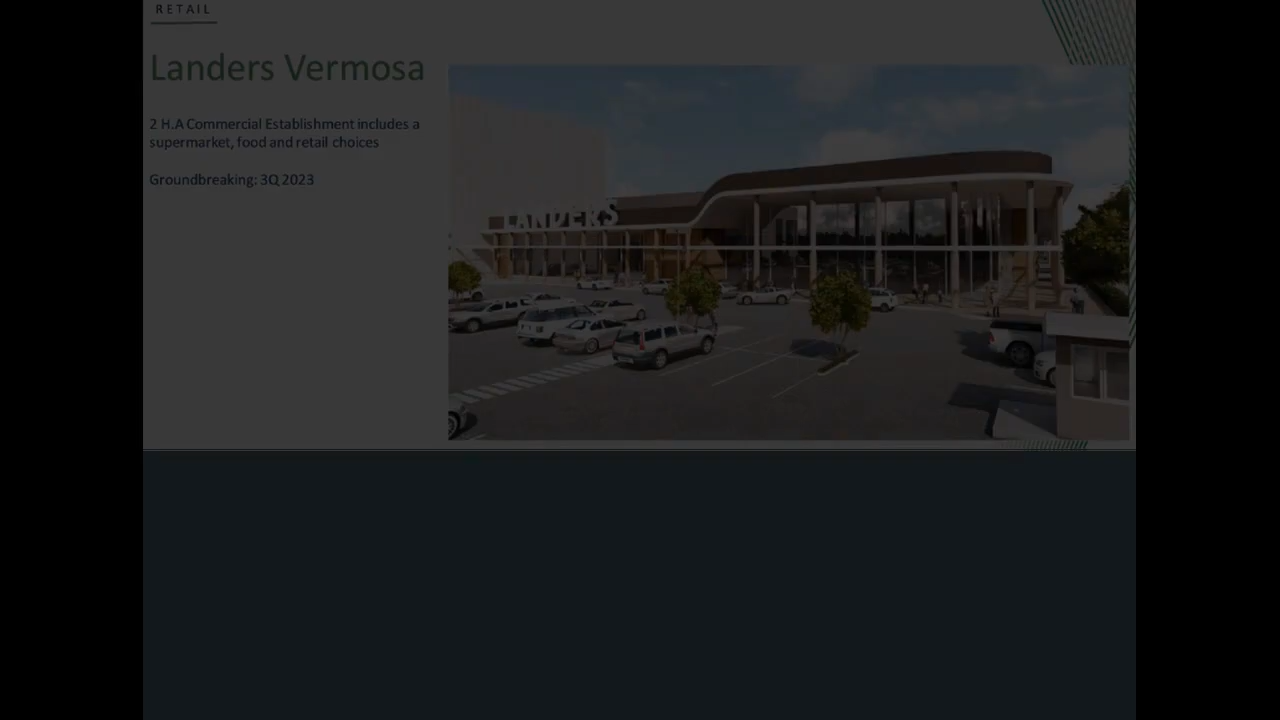 RETAIL
Landers Vermosa
2 H.A Commercial Establishment includes a
supermarket, food and retail choices
Groundbreaking: 3Q 2023
LANDERS